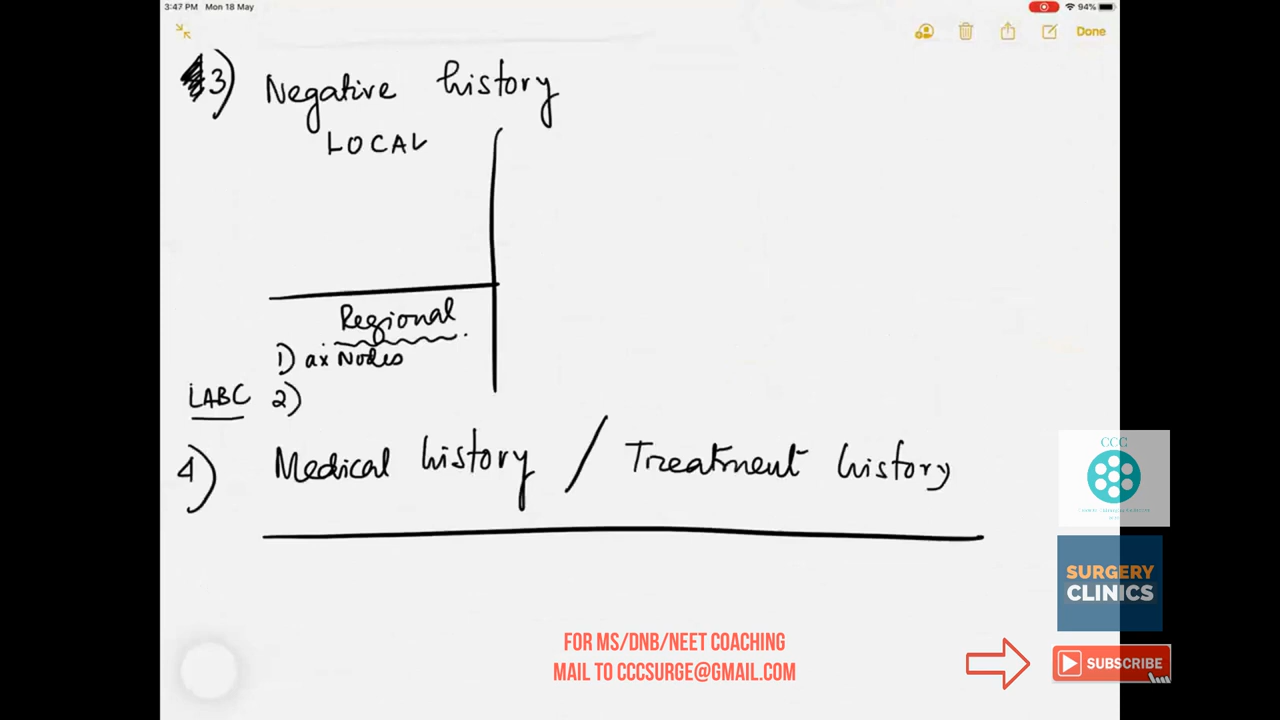 3:47 PM Mon 18 May
94%
Done
3) Negative history
LOCAL
Regional
1) ax Nodes
LABC 2)
4) Medical history / Treatment history
CCC
SURGERY
CLINICS
FOR MS/DNB/NEET COACHING
MAIL TO CCCSURGE@GMAIL.COM
SUBSCRIBE